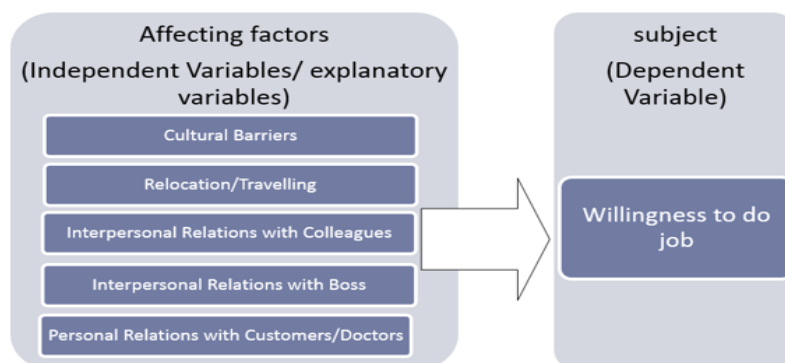 Affecting factors
(Independent Variables/ explanatory
variables)
Cultural Barriers
Relocation/Travelling
Interpersonal Relations with Colleagues
Interpersonal Relations with Boss
Personal Relations with Customers/Doctors
subject
(Dependent
Variable)
Willingness to do
job